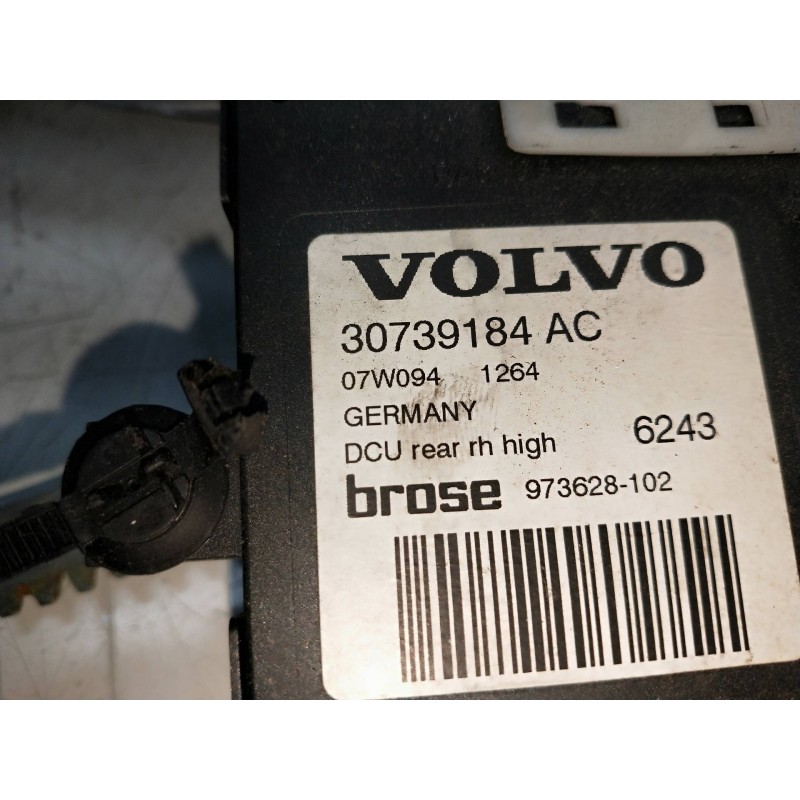 VOLVO
30739184 AC
07W094 1264
GERMANY
DCU rear rh high 6243
brose 973628-102